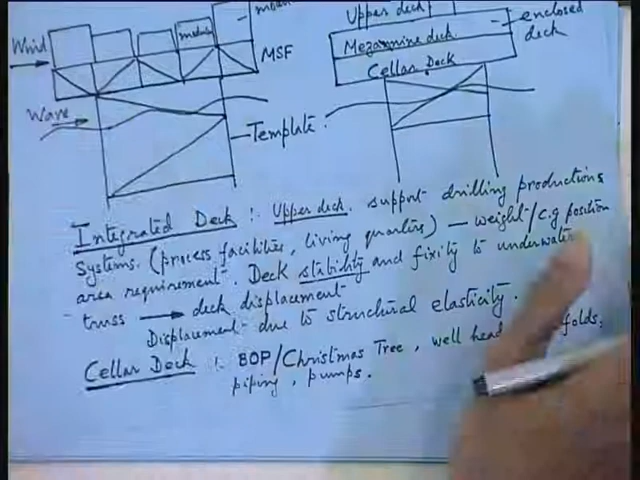 Wind
module
MSF
Wave
Template.
Upper deck
enclosed deck
Mezzanine deck
Cellar Deck
Integrated Deck : Upper deck. support drilling productions
systems. (process facilities, living quarters) — weight/c.g position
area requirement. Deck stability and fixity to underwater
truss → deck displacement
Displacement due to structural elasticity.
Cellar Deck : BOP/Christmas Tree, well head folds,
piping, pumps.